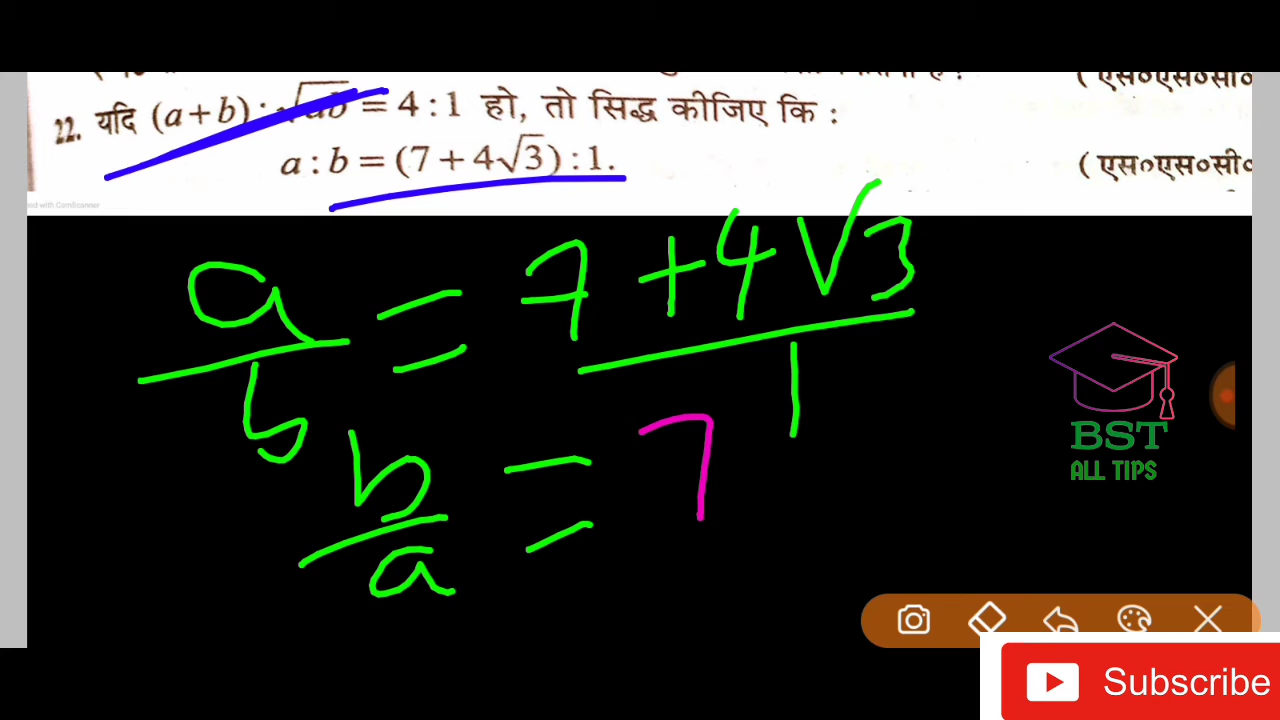 22. यदि (a+b) : √ab = 4 : 1 हो, तो सिद्ध कीजिए कि :
a : b = (7 + 4√3) : 1.
( एस०एस०सी०
( एस०एस०सी०
a/b = 7 + 4√3 / 1
b/a = 7
BST
ALL TIPS
Subscribe